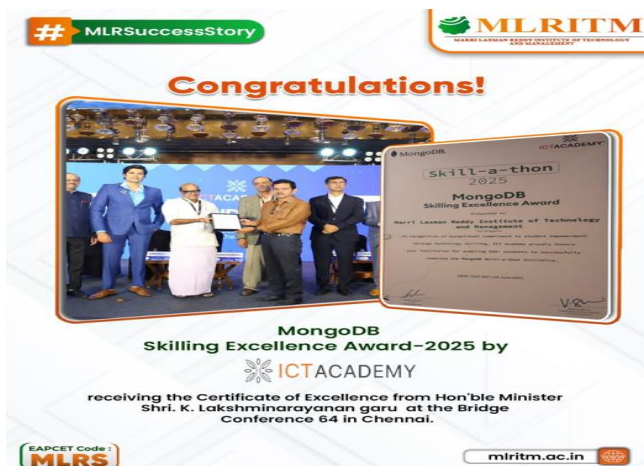 # MLRSuccessStory
MLRITM
MARRI LAXMAN REDDY INSTITUTE OF TECHNOLOGY
AND MANAGEMENT
Congratulations!
ICTACADEMY
MongoDB.
ICTACADEMY
Skill-a-thon
2025
MongoDB
Skilling Excellence Award
Presented to
Marri Laxman Reddy Institute of Technology
and Management
MongoDB
Skilling Excellence Award-2025 by
ICTACADEMY
receiving the Certificate of Excellence from Hon'ble Minister
Shri. K. Lakshminarayanan garu at the Bridge
Conference 64 in Chennai.
EAPCET Code :
MLRS
mlritm.ac.in